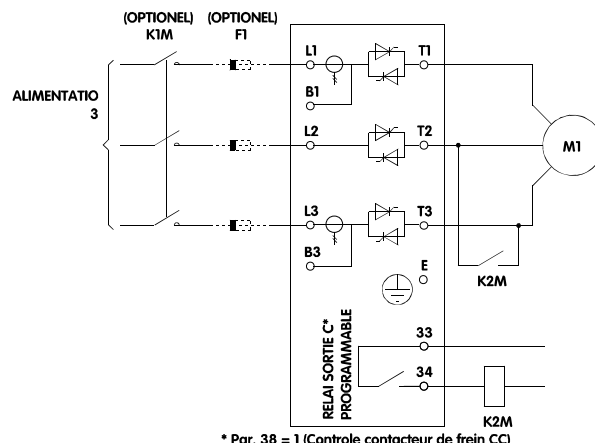 (OPTIONEL) (OPTIONEL)
K1M F1
L1 T1
B1
ALIMENTATIO
3
L2 T2
M1
L3 T3
B3
E
K2M
RELAI SORTIE C*
PROGRAMMABLE
33
34
K2M
* Par. 38 = 1 (Controle contacteur de frein CC)